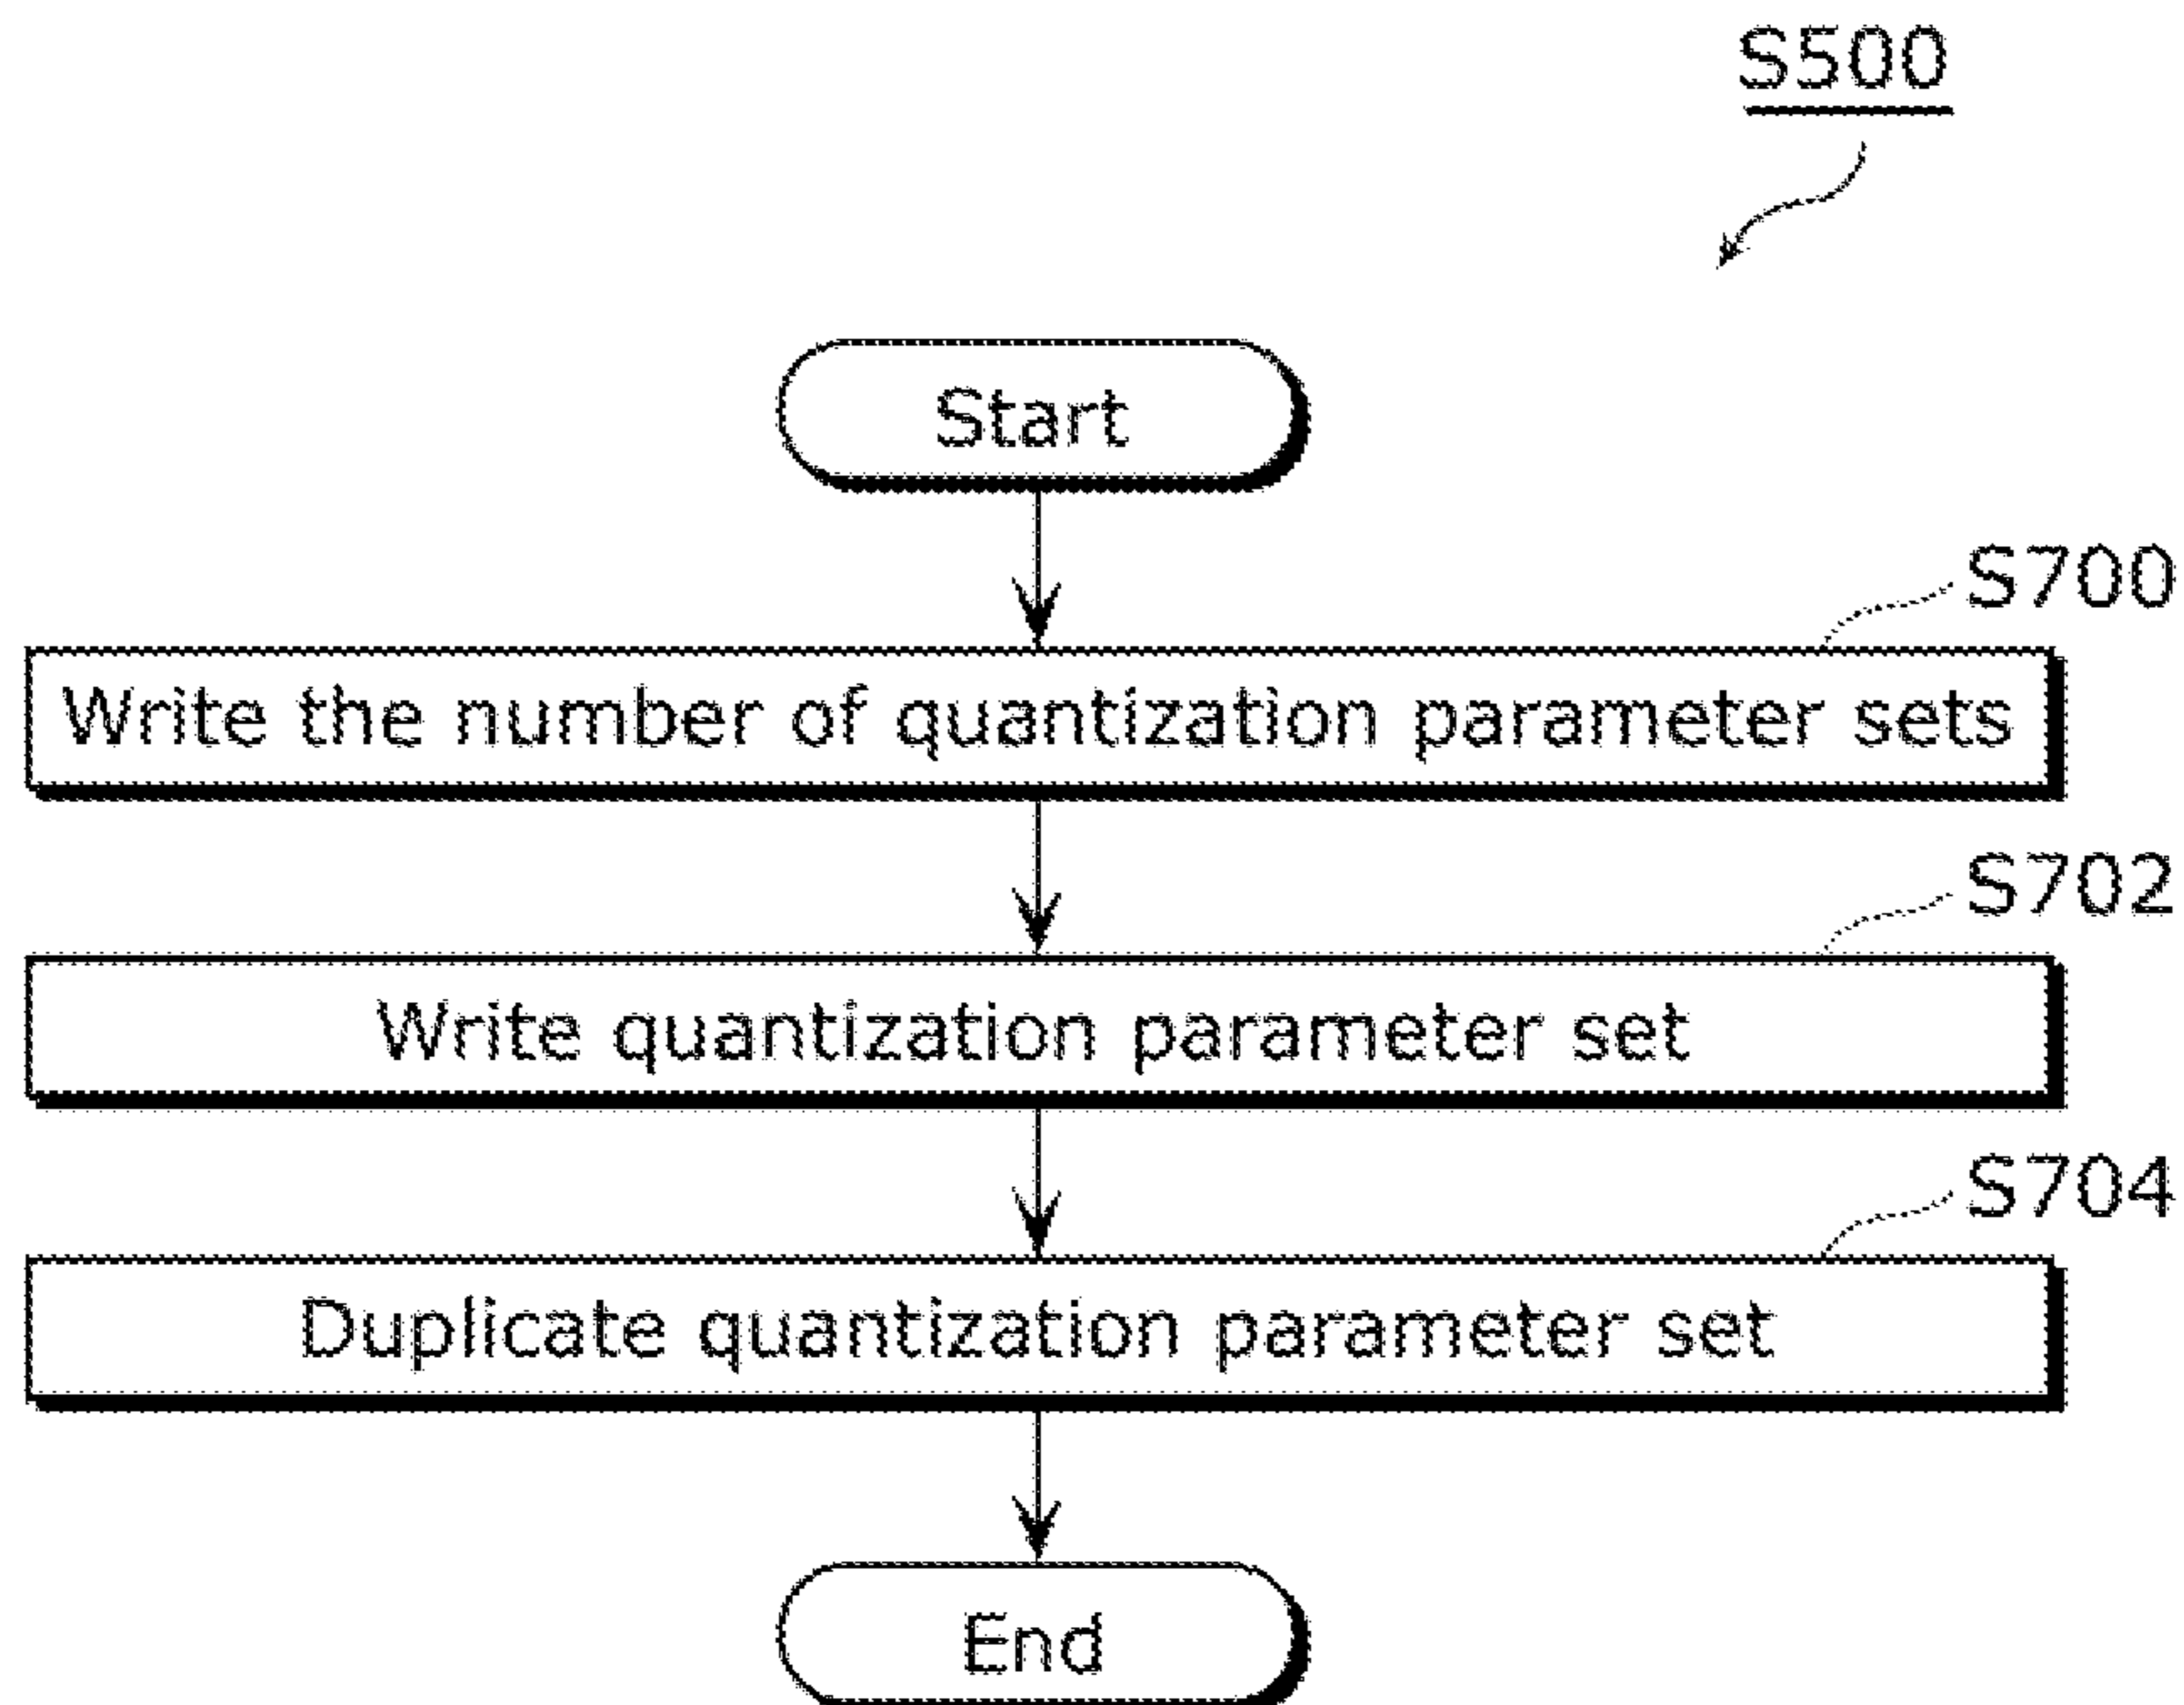 S500
Start
S700
Write the number of quantization parameter sets
S702
Write quantization parameter set
S704
Duplicate quantization parameter set
End